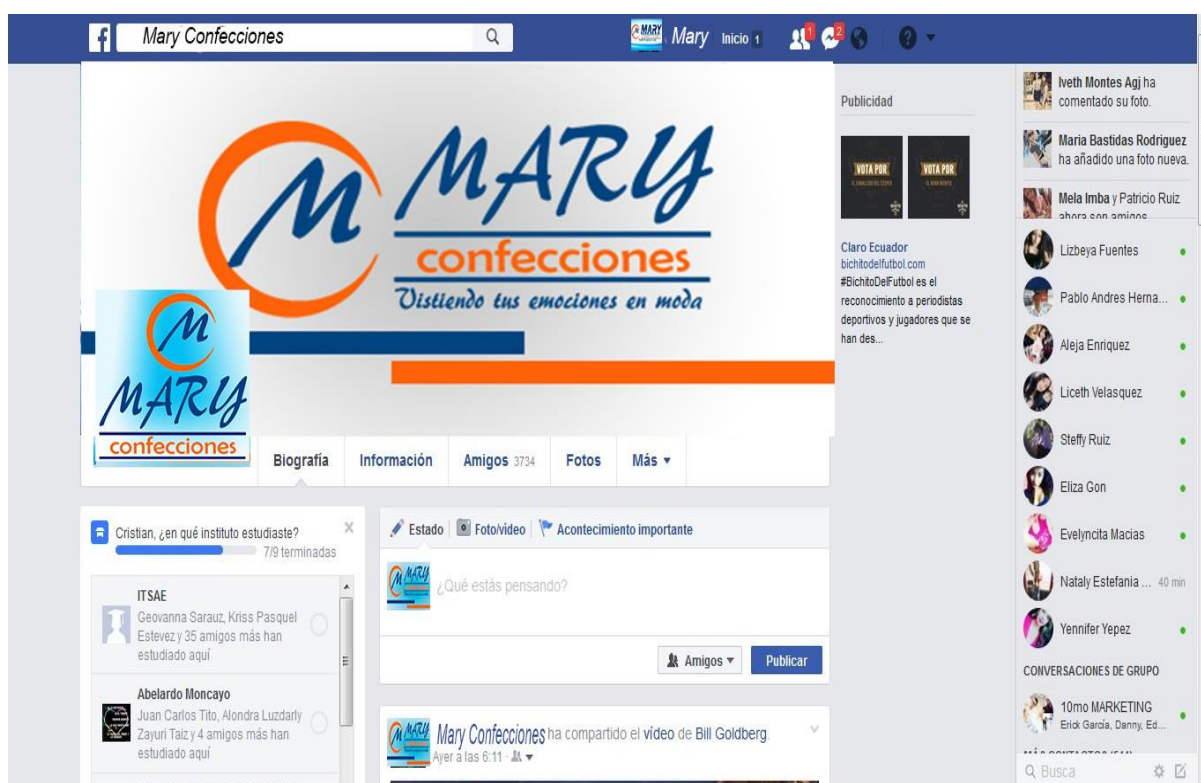 Mary Confecciones
Mary Inicio 1
1
2
?
MARY
confecciones
Vistiendo tus emociones en moda
MARY
confecciones
Biografía Información Amigos 3734 Fotos Más
Publicidad
VOTA POR
VOTA POR
Claro Ecuador
bichitodelfutbol.com
#BichitoDelFutbol es el
reconocimiento a periodistas
deportivos y jugadores que se
han des...
Cristian, ¿en qué instituto estudiaste?
7/9 terminadas
ITSAE
Geovanna Sarauz, Kriss Pasquel
Estevez y 35 amigos más han
estudiado aquí
Abelardo Moncayo
Juan Carlos Tito, Alondra Luzdarly
Zayuri Taiz y 4 amigos más han
estudiado aquí
Estado Foto/vídeo Acontecimiento importante
¿Qué estás pensando?
Amigos Publicar
Mary Confecciones ha compartido el vídeo de Bill Goldberg.
Ayer a las 6:11
Iveth Montes Agj ha
comentado su foto.
Maria Bastidas Rodriguez
ha añadido una foto nueva.
Mela Imba y Patricio Ruiz
ahora son amigos
Lizbeya Fuentes
Pablo Andres Herna...
Aleja Enriquez
Liceth Velasquez
Steffy Ruiz
Eliza Gon
Evelyncita Macias
Nataly Estefania ... 40 min
Yennifer Yepez
CONVERSACIONES DE GRUPO
10mo MARKETING
Erick García, Danny, Ed...
Busca